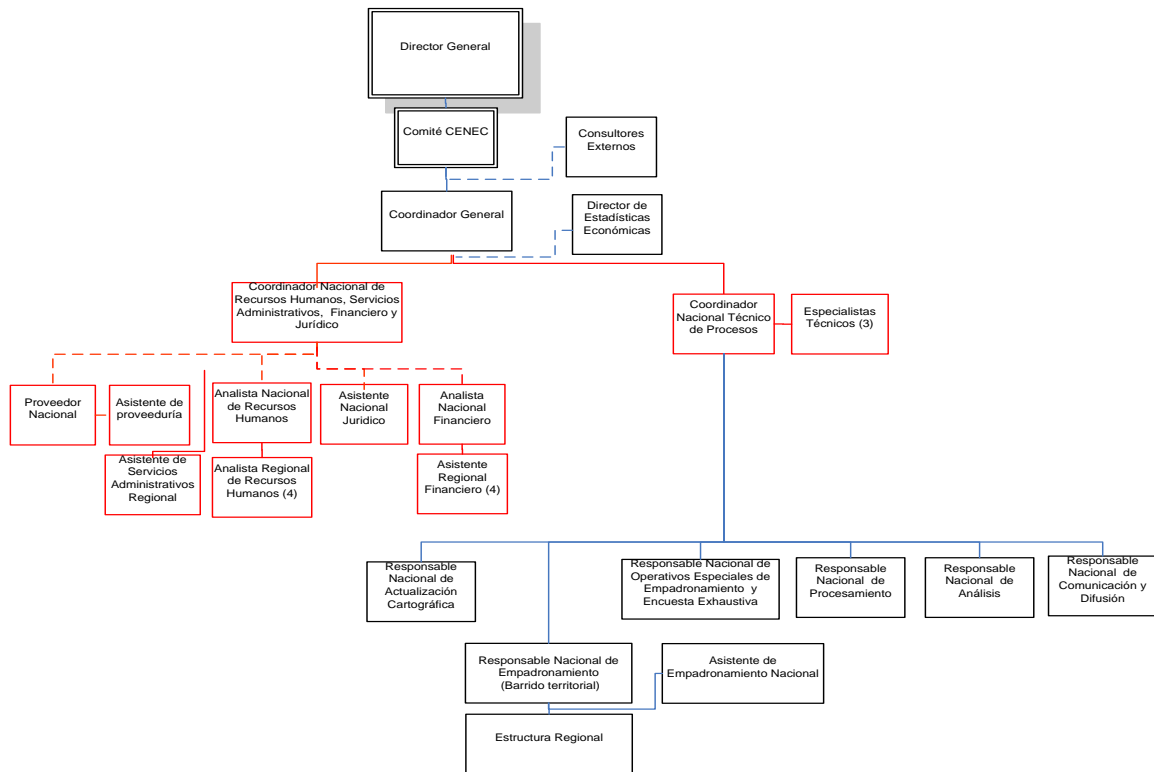 Director General
Comité CENEC
Consultores
Externos
Coordinador General
Director de
Estadísticas
Económicas
Coordinador Nacional de
Recursos Humanos, Servicios
Administrativos, Financiero y
Jurídico
Coordinador
Nacional Técnico
de Procesos
Especialistas
Técnicos (3)
Proveedor
Nacional
Asistente de
proveeduría
Analista Nacional
de Recursos
Humanos
Asistente
Nacional
Juridico
Analista
Nacional
Financiero
Asistente de
Servicios
Administrativos
Regional
Analista Regional
de Recursos
Humanos (4)
Asistente
Regional
Financiero (4)
Responsable
Nacional de
Actualización
Cartográfica
Responsable Nacional de
Operativos Especiales de
Empadronamiento y
Encuesta Exhaustiva
Responsable
Nacional de
Procesamiento
Responsable
Nacional de
Análisis
Responsable
Nacional de
Comunicación y
Difusión
Responsable Nacional de
Empadronamiento
(Barrido territorial)
Asistente de
Empadronamiento Nacional
Estructura Regional